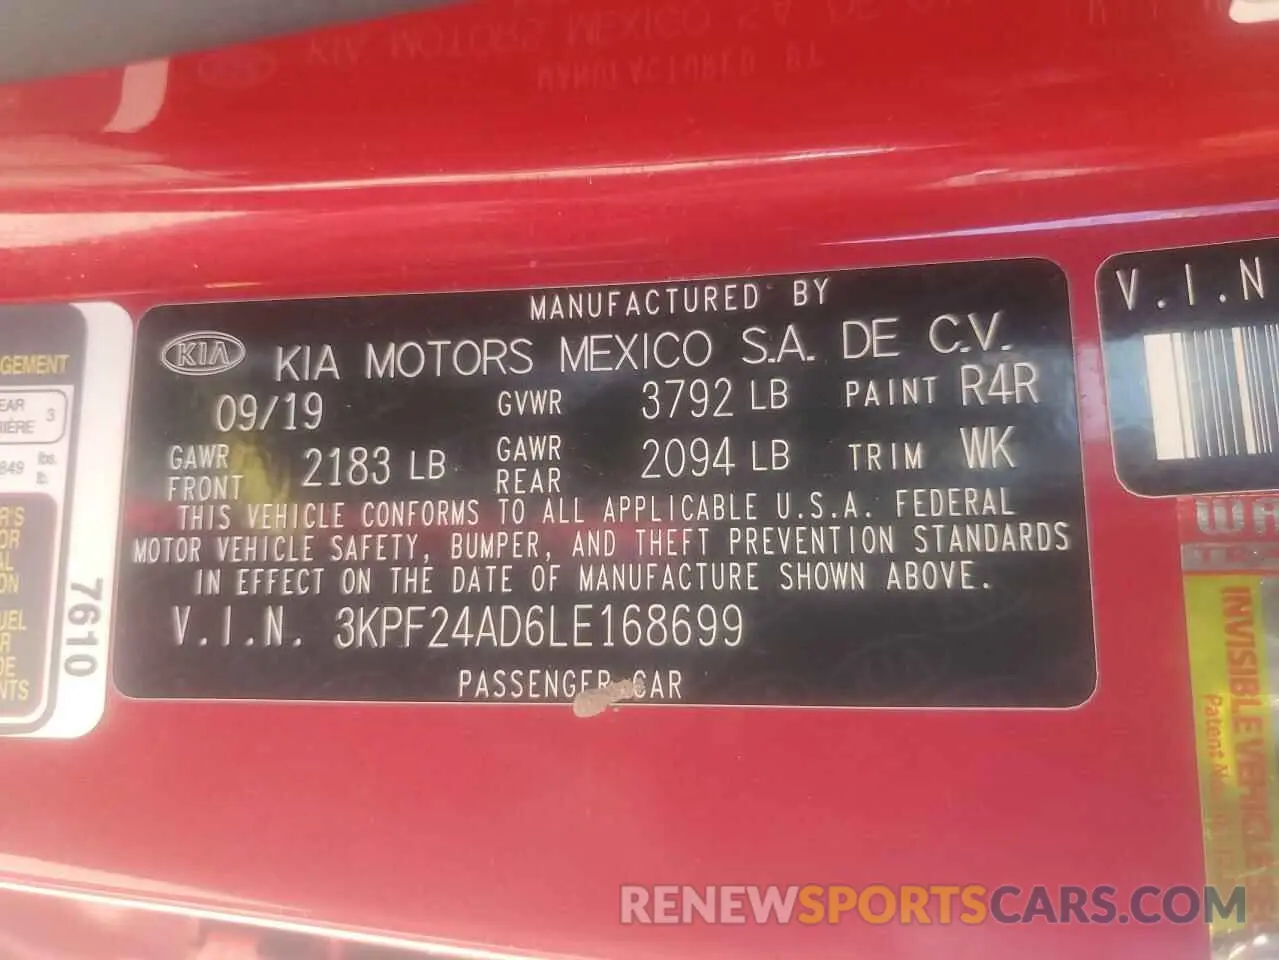 MANUFACTURED BY
KIA KIA MOTORS MEXICO S.A. DE C.V.
09/19 GVWR 3792 LB PAINT R4R
GAWR FRONT 2183 LB GAWR REAR 2094 LB TRIM WK
THIS VEHICLE CONFORMS TO ALL APPLICABLE U.S.A. FEDERAL
MOTOR VEHICLE SAFETY, BUMPER, AND THEFT PREVENTION STANDARDS
IN EFFECT ON THE DATE OF MANUFACTURE SHOWN ABOVE.
V.I.N. 3KPF24AD6LE168699
PASSENGER CAR
7610
V.I.N
INVISIBLE VEHICLE
Patent
RENEWSPORTSCARS.COM